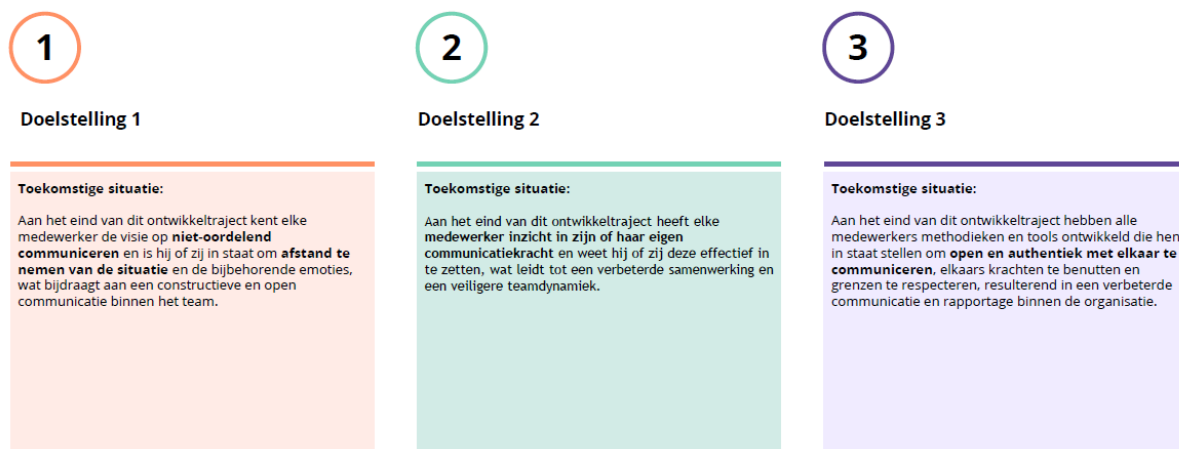 1
Doelstelling 1
Toekomstige situatie:
Aan het eind van dit ontwikkeltraject kent elke
medewerker de visie op niet-oordelend
communiceren en is hij of zij in staat om afstand te
nemen van de situatie en de bijbehorende emoties,
wat bijdraagt aan een constructieve en open
communicatie binnen het team.
2
Doelstelling 2
Toekomstige situatie:
Aan het eind van dit ontwikkeltraject heeft elke
medewerker inzicht in zijn of haar eigen
communicatiekracht en weet hij of zij deze effectief in
te zetten, wat leidt tot een verbeterde samenwerking en
een veiligere teamdynamiek.
3
Doelstelling 3
Toekomstige situatie:
Aan het eind van dit ontwikkeltraject hebben alle
medewerkers methodieken en tools ontwikkeld die hen
in staat stellen om open en authentiek met elkaar te
communiceren, elkaars krachten te benutten en
grenzen te respecteren, resulterend in een verbeterde
communicatie en rapportage binnen de organisatie.